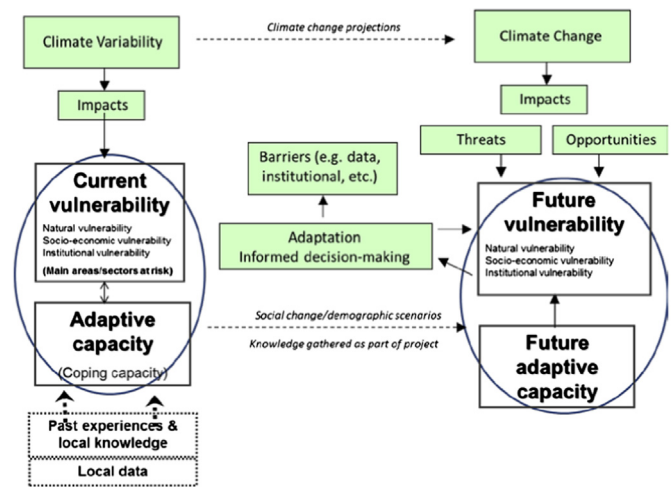 Climate Variability
Climate change projections
Climate Change
Impacts
Impacts
Threats
Opportunities
Barriers (e.g. data,
institutional, etc.)
Current
vulnerability
Natural vulnerability
Socio-economic vulnerability
Institutional vulnerability
(Main areas/sectors at risk)
Adaptation
Informed decision-making
Future
vulnerability
Natural vulnerability
Socio-economic vulnerability
Institutional vulnerability
Adaptive
capacity
(Coping capacity)
Social change/demographic scenarios
Knowledge gathered as part of project
Future
adaptive
capacity
Past experiences &
local knowledge
Local data